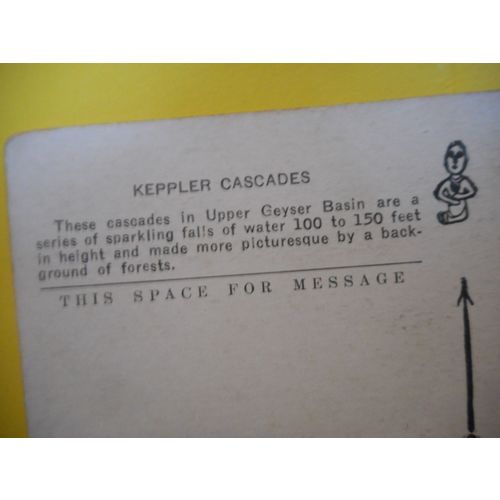 KEPPLER CASCADES
These cascades in Upper Geyser Basin are a
series of sparkling falls of water 100 to 150 feet
in height and made more picturesque by a back-
ground of forests.
THIS SPACE FOR MESSAGE